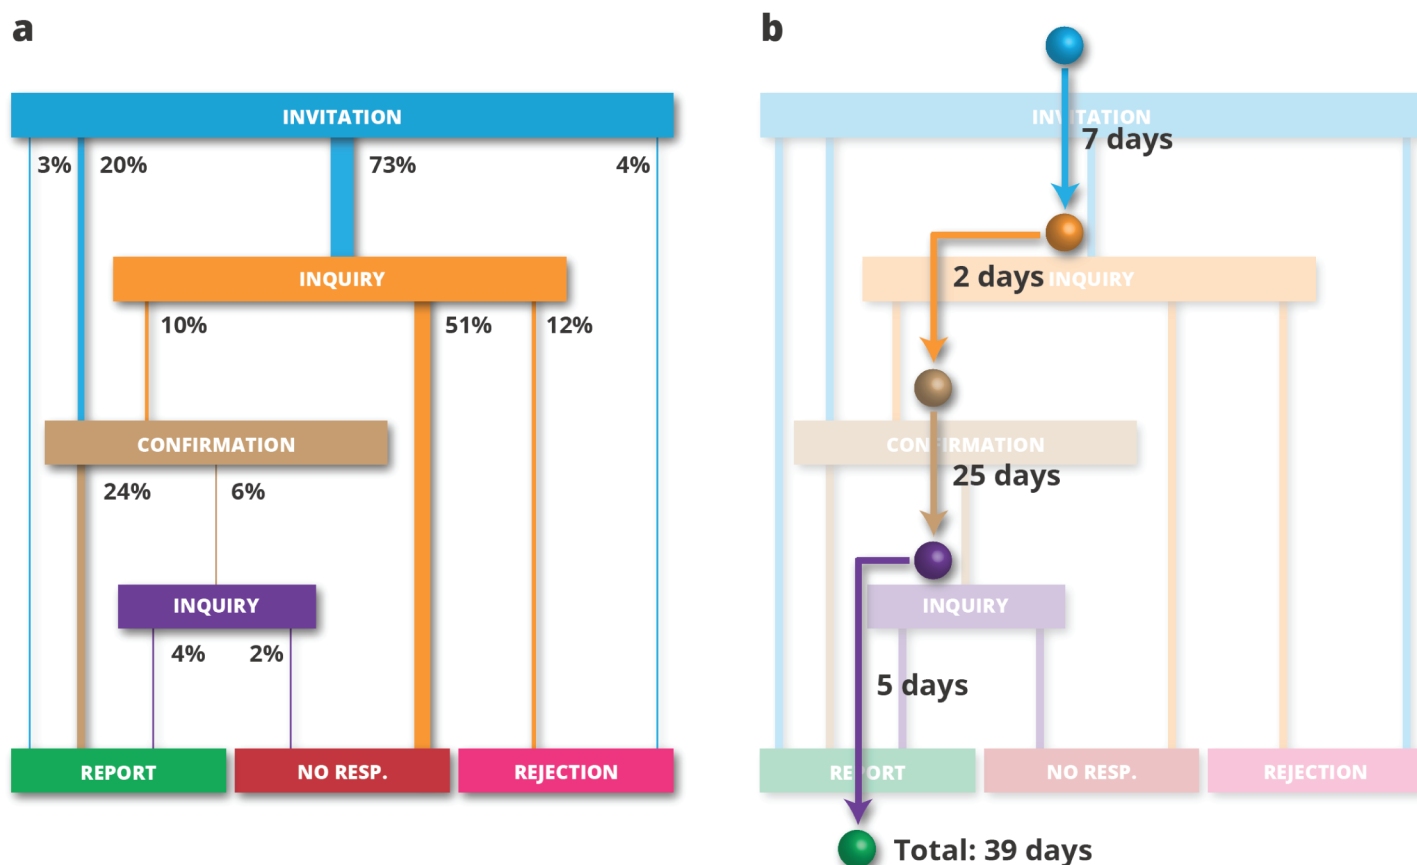 a
INVITATION
3% 20% 73% 4%
INQUIRY
10% 51% 12%
CONFIRMATION
24% 6%
INQUIRY
4% 2%
REPORT NO RESP. REJECTION
b
INVITATION
7 days
2 days INQUIRY
CONFIRMATION
25 days
INQUIRY
5 days
REPORT NO RESP. REJECTION
Total: 39 days